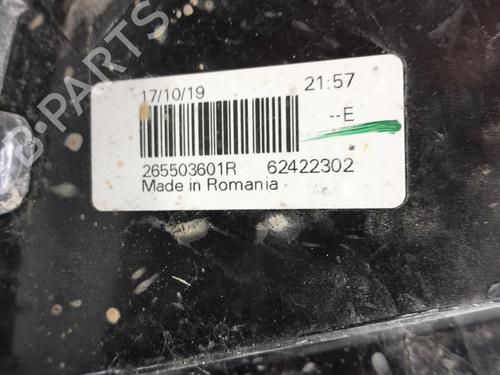 17/10/19 21:57
--E
265503601R 62422302
Made in Romania
B-PARTS